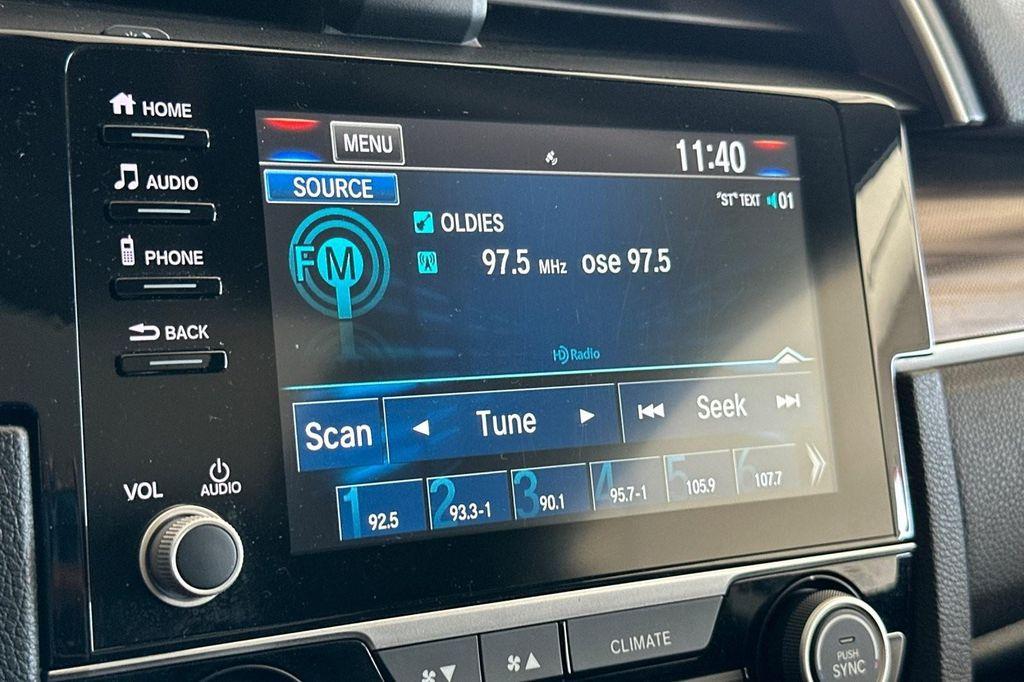 HOME
AUDIO
PHONE
BACK
VOL
AUDIO
MENU
11:40
SOURCE
"ST" TEXT 01
FM
OLDIES
97.5 MHz ose 97.5
HD Radio
Scan
Tune
Seek
1 92.5
2 93.3-1
3 90.1
4 95.7-1
5 105.9
6 107.7
CLIMATE
PUSH
SYNC